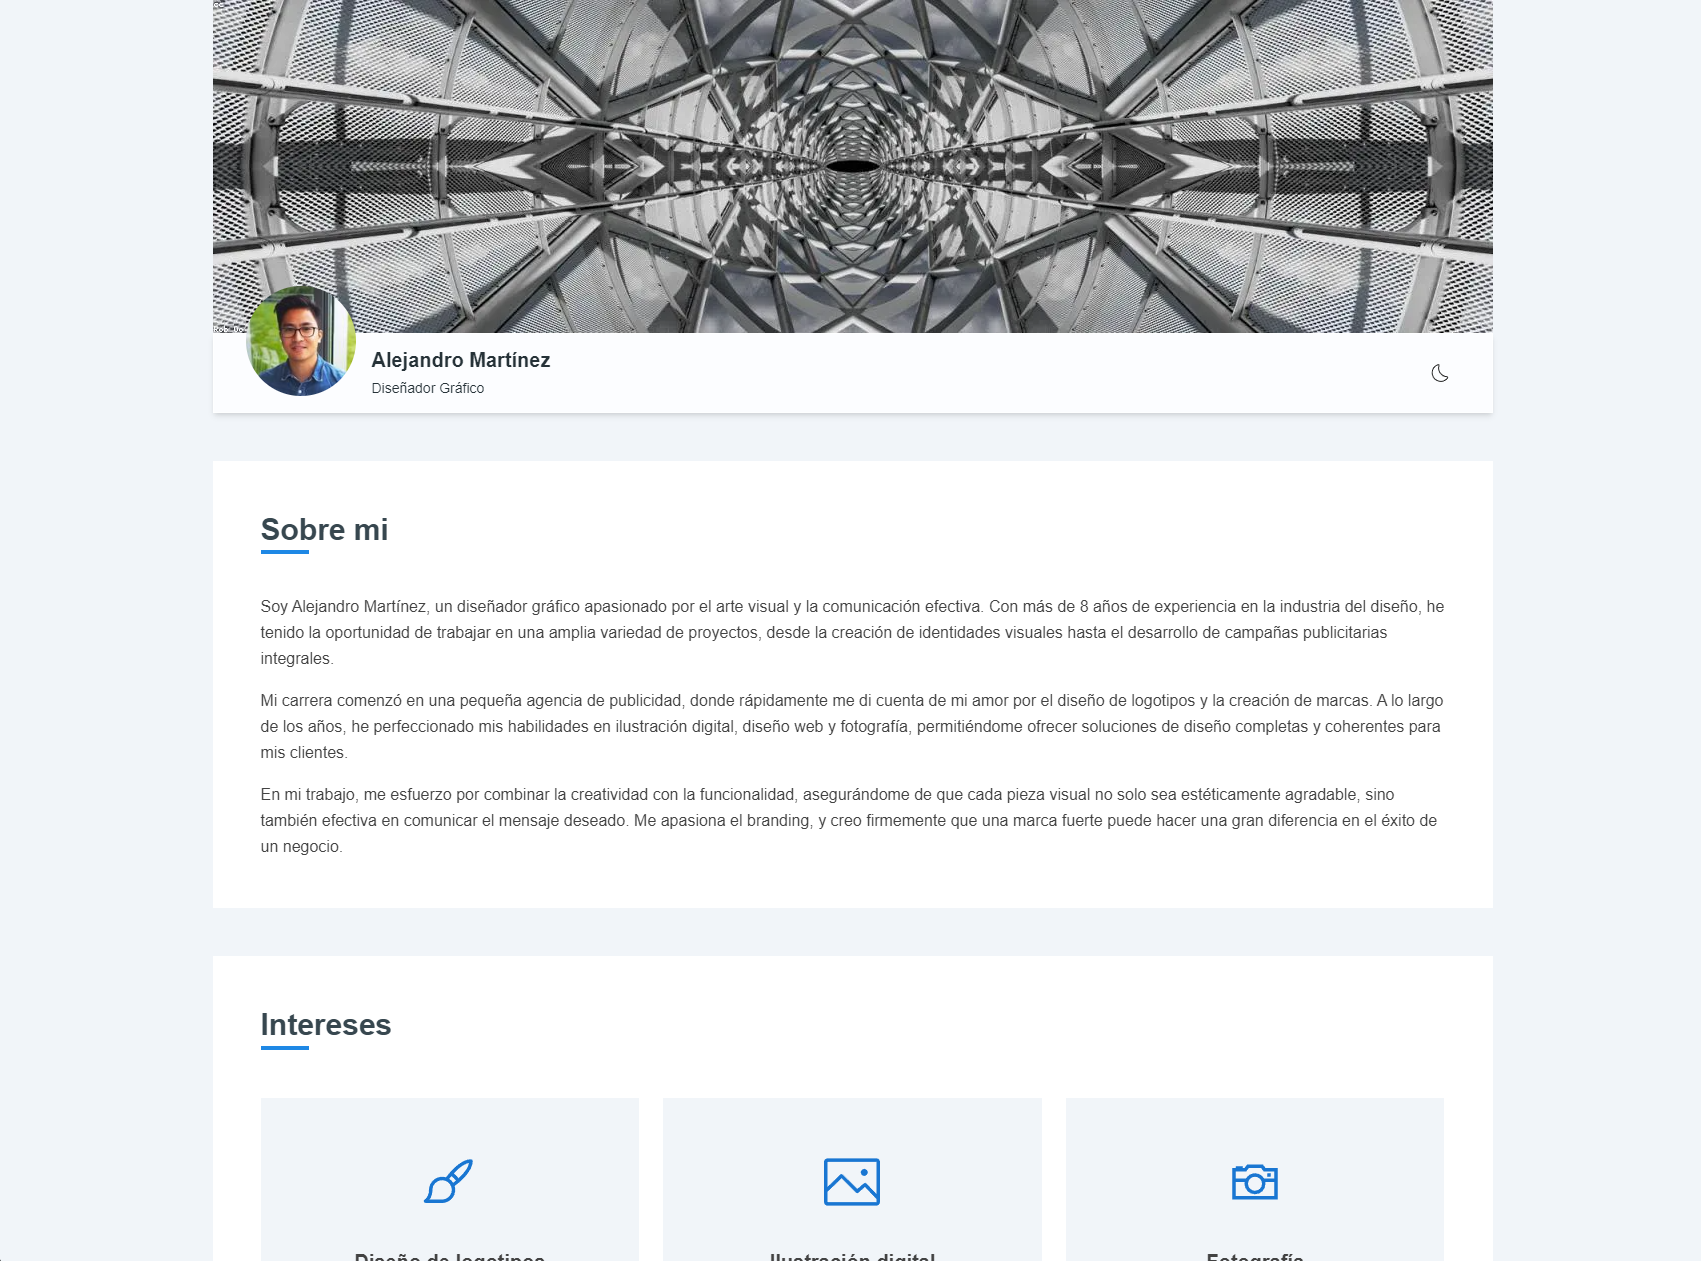 Alejandro Martínez
Diseñador Gráfico
Sobre mi
Soy Alejandro Martínez, un diseñador gráfico apasionado por el arte visual y la comunicación efectiva. Con más de 8 años de experiencia en la industria del diseño, he
tenido la oportunidad de trabajar en una amplia variedad de proyectos, desde la creación de identidades visuales hasta el desarrollo de campañas publicitarias
integrales.
Mi carrera comenzó en una pequeña agencia de publicidad, donde rápidamente me di cuenta de mi amor por el diseño de logotipos y la creación de marcas. A lo largo
de los años, he perfeccionado mis habilidades en ilustración digital, diseño web y fotografía, permitiéndome ofrecer soluciones de diseño completas y coherentes para
mis clientes.
En mi trabajo, me esfuerzo por combinar la creatividad con la funcionalidad, asegurándome de que cada pieza visual no solo sea estéticamente agradable, sino
también efectiva en comunicar el mensaje deseado. Me apasiona el branding, y creo firmemente que una marca fuerte puede hacer una gran diferencia en el éxito de
un negocio.
Intereses
Diseño de logotipos
Ilustración digital
Fotografía